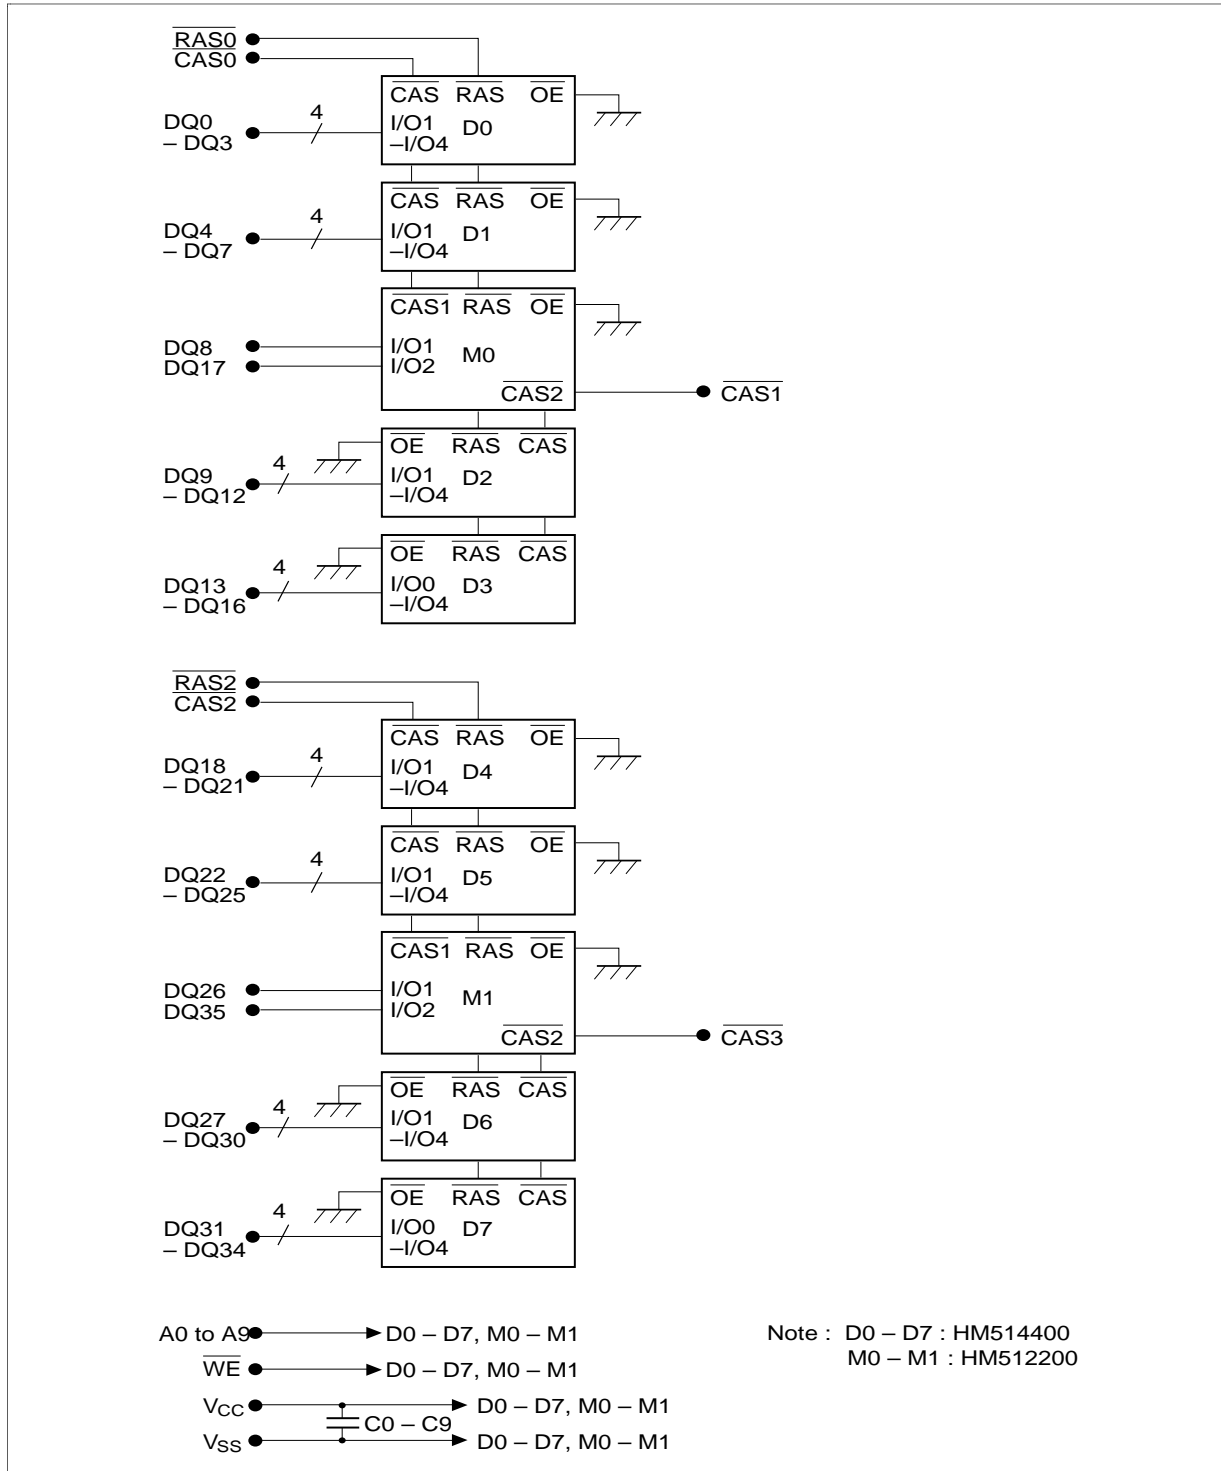 RAS0
CAS0
CAS RAS OE
DQ0
– DQ3
4
I/O1
–I/O4
D0
CAS RAS OE
DQ4
– DQ7
4
I/O1
–I/O4
D1
CAS1 RAS OE
DQ8
DQ17
I/O1
I/O2
M0
CAS2
CAS1
OE RAS CAS
DQ9
– DQ12
4
I/O1
–I/O4
D2
OE RAS CAS
DQ13
– DQ16
4
I/O0
–I/O4
D3
RAS2
CAS2
CAS RAS OE
DQ18
– DQ21
4
I/O1
–I/O4
D4
CAS RAS OE
DQ22
– DQ25
4
I/O1
–I/O4
D5
CAS1 RAS OE
DQ26
DQ35
I/O1
I/O2
M1
CAS2
CAS3
OE RAS CAS
DQ27
– DQ30
4
I/O1
–I/O4
D6
OE RAS CAS
DQ31
– DQ34
4
I/O0
–I/O4
D7
A0 to A9 D0 – D7, M0 – M1
WE D0 – D7, M0 – M1
VCC D0 – D7, M0 – M1
C0 – C9
VSS D0 – D7, M0 – M1
Note : D0 – D7 : HM514400
M0 – M1 : HM512200